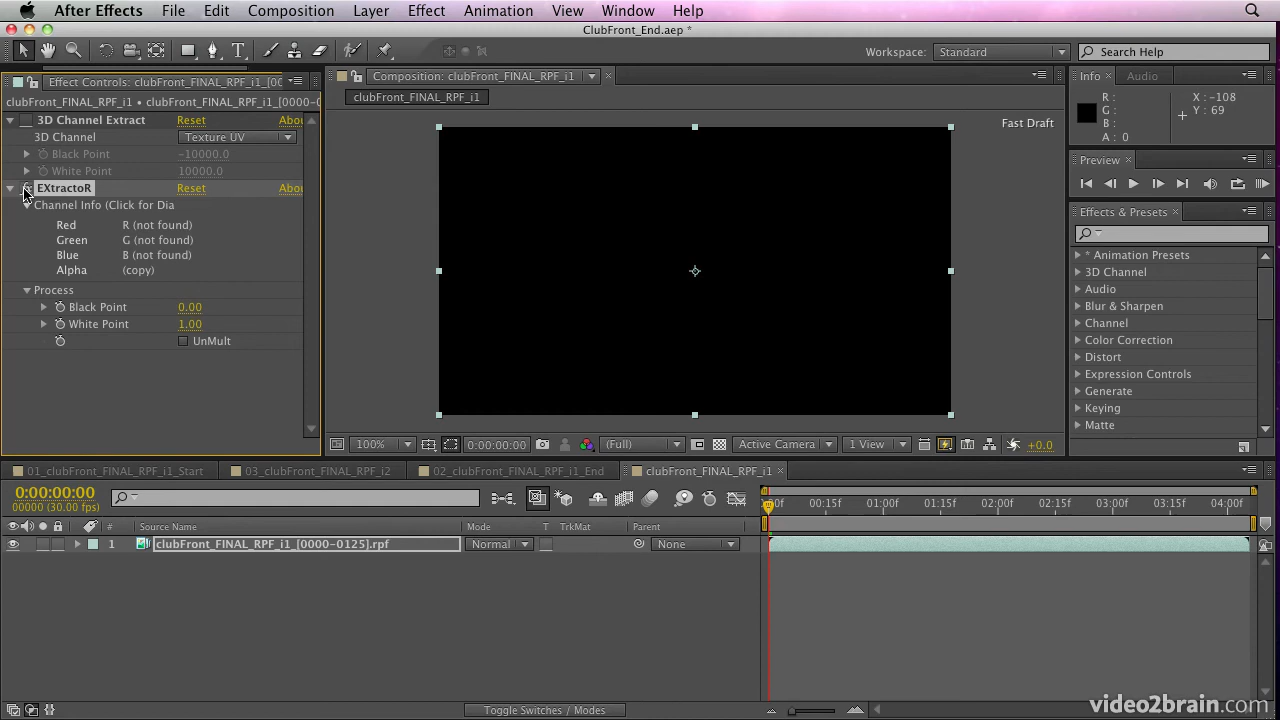 After Effects File Edit Composition Layer Effect Animation View Window Help
ClubFront_End.aep *
Workspace: Standard Search Help
Effect Controls: clubFront_FINAL_RPF_i1_[0
clubFront_FINAL_RPF_i1 • clubFront_FINAL_RPF_i1_[0000-0
3D Channel Extract Reset Abou
3D Channel Texture UV
Black Point -10000.0
White Point 10000.0
EXtractoR Reset Abou
Channel Info (Click for Dia
Red R (not found)
Green G (not found)
Blue B (not found)
Alpha (copy)
Process
Black Point 0.00
White Point 1.00
UnMult
Composition: clubFront_FINAL_RPF_i1
clubFront_FINAL_RPF_i1
Fast Draft
100% 0:00:00:00 (Full) Active Camera 1 View +0.0
Info Audio
R : X : -108
G : Y : 69
B :
A : 0
Preview
Effects & Presets
* Animation Presets
3D Channel
Audio
Blur & Sharpen
Channel
Color Correction
Distort
Expression Controls
Generate
Keying
Matte
01_clubFront_FINAL_RPF_i1_Start 03_clubFront_FINAL_RPF_i2 02_clubFront_FINAL_RPF_i1_End clubFront_FINAL_RPF_i1
0:00:00:00
00000 (30.00 fps)
00f 00:15f 01:00f 01:15f 02:00f 02:15f 03:00f 03:15f 04:00f
# Source Name Mode T TrkMat Parent
1 clubFront_FINAL_RPF_i1_[0000-0125].rpf Normal None
Toggle Switches / Modes
video2brain.com